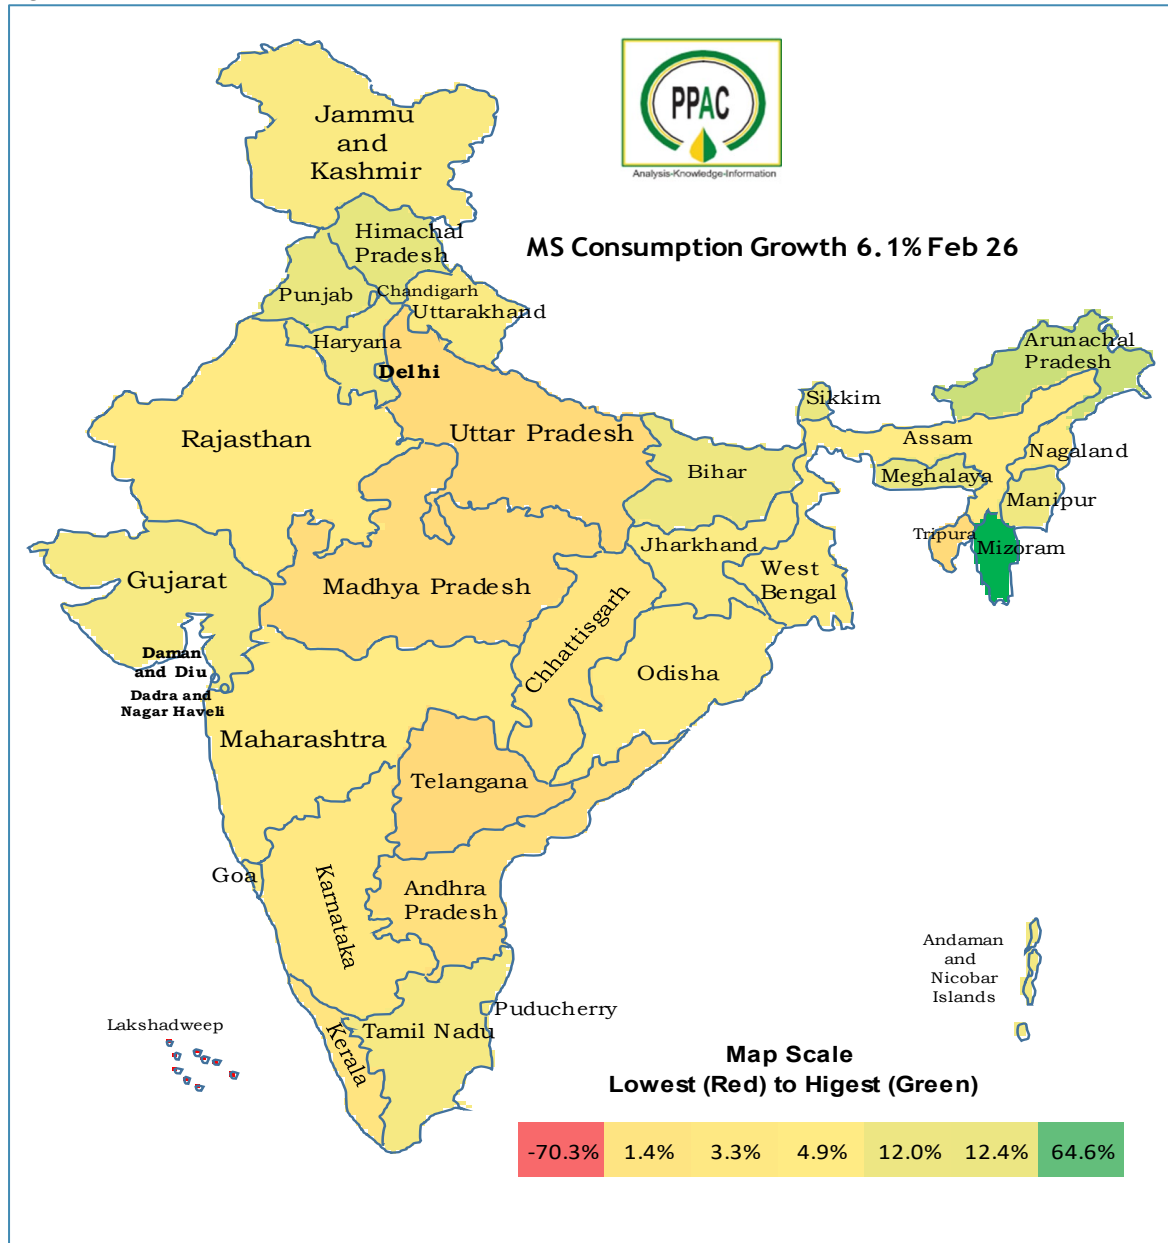 PPAC
Analysis-Knowledge-Information
MS Consumption Growth 6.1% Feb 26
Jammu
and
Kashmir
Himachal
Pradesh
Punjab
Chandigarh
Uttarakhand
Haryana
Delhi
Rajasthan
Uttar Pradesh
Bihar
Sikkim
Arunachal
Pradesh
Assam
Nagaland
Meghalaya
Manipur
Tripura
Mizoram
Jharkhand
West
Bengal
Gujarat
Madhya Pradesh
Chhattisgarh
Daman
and Diu
Dadra and
Nagar Haveli
Odisha
Maharashtra
Telangana
Goa
Karnataka
Andhra
Pradesh
Andaman
and
Nicobar
Islands
Puducherry
Lakshadweep
Kerala
Tamil Nadu
Map Scale
Lowest (Red) to Higest (Green)
-70.3% 1.4% 3.3% 4.9% 12.0% 12.4% 64.6%